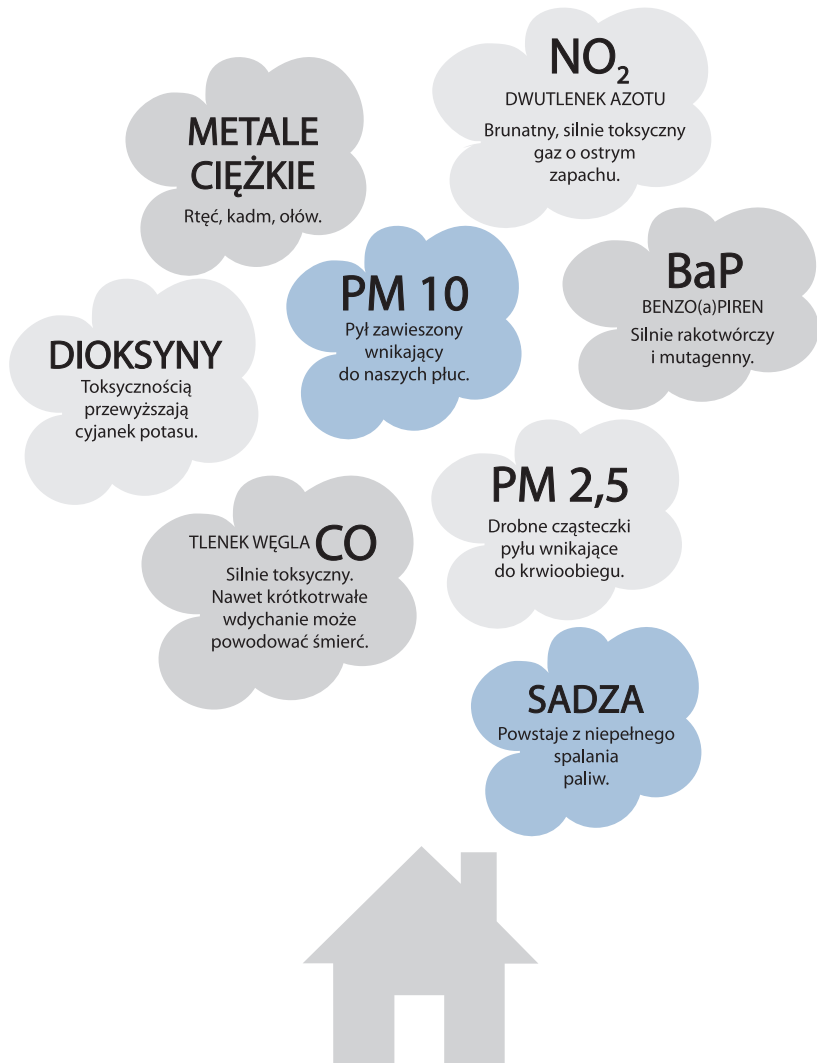 NO₂
DWUTLENEK AZOTU
Brunatny, silnie toksyczny
gaz o ostrym
zapachu.
METALE
CIĘŻKIE
Rtęć, kadm, ołów.
PM 10
Pył zawieszony
wnikający
do naszych płuc.
BaP
BENZO(a)PIREN
Silnie rakotwórczy
i mutagenny.
DIOKSYNY
Toksycznością
przewyższają
cyjanek potasu.
PM 2,5
Drobne cząsteczki
pyłu wnikające
do krwioobiegu.
TLENEK WĘGLA CO
Silnie toksyczny.
Nawet krótkotrwałe
wdychanie może
powodować śmierć.
SADZA
Powstaje z niepełnego
spalania
paliw.